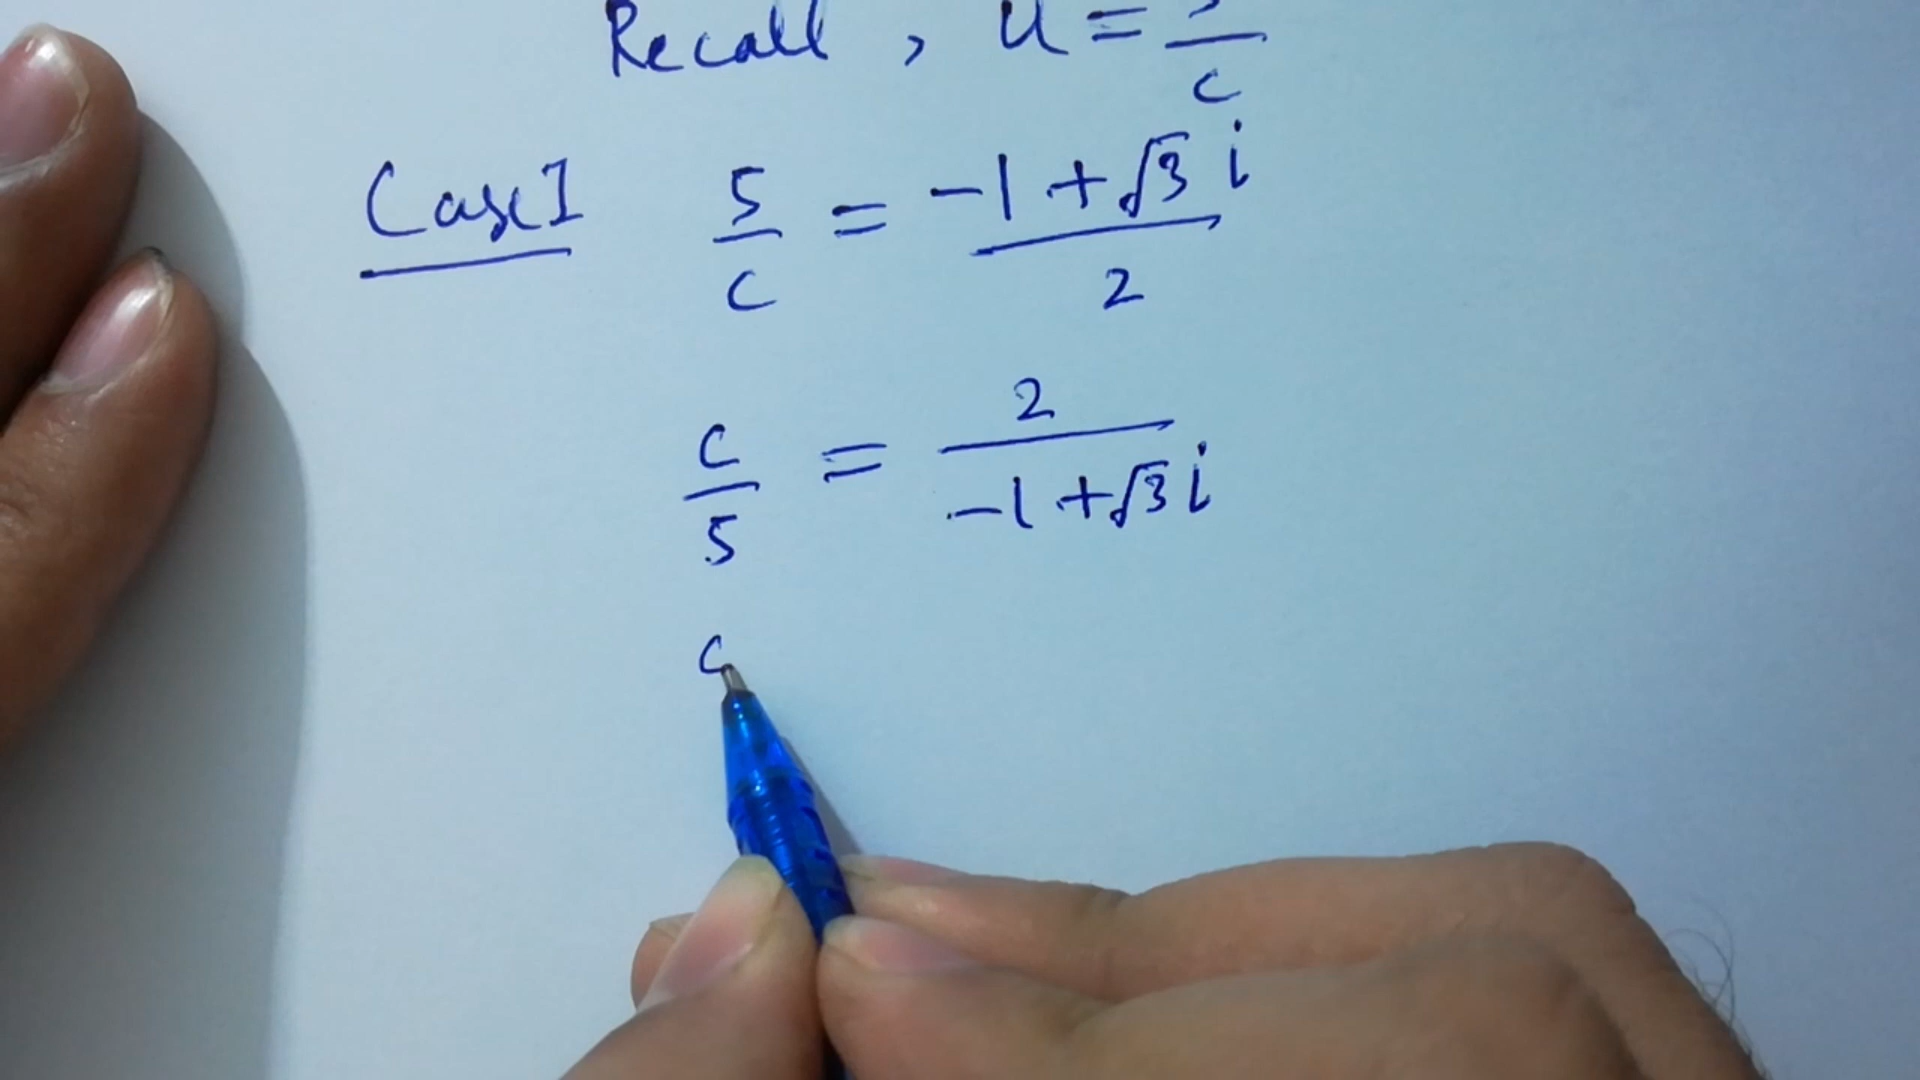 Recall, u = 5/c
Case I 5/c = (-1 + √3 i)/2
c/5 = 2/(-1 + √3 i)
c